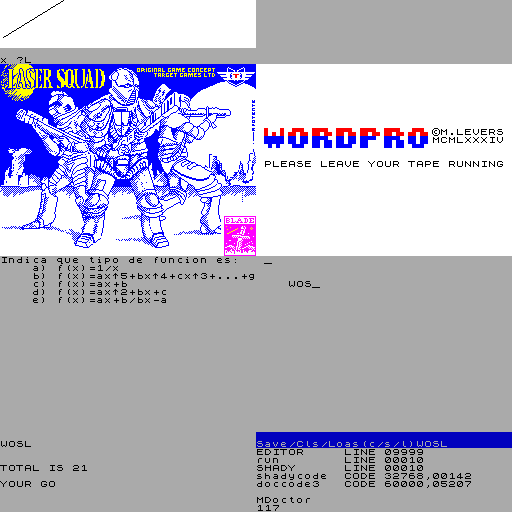 x ?L
LASER SQUAD
ORIGINAL GAME CONCEPT
TARGET GAMES LTD
BLADE
WORDPRO
©M.LEVERS
MCMLXXXIV
PLEASE LEAVE YOUR TAPE RUNNING
Indica que tipo de funcion es:
a) f(x)=1/x
b) f(x)=ax↑5+bx↑4+cx↑3+...+g
c) f(x)=ax+b
d) f(x)=ax↑2+bx+c
e) f(x)=ax+b/bx-a
WOSL
TOTAL IS 21
YOUR GO
_
WOS_
Save/Cls/Loas(c/s/l)WOSL
EDITOR LINE 09999
run LINE 00010
SHADY LINE 00010
shadycode CODE 32768,00142
doccode3 CODE 60000,05207
MDoctor
117